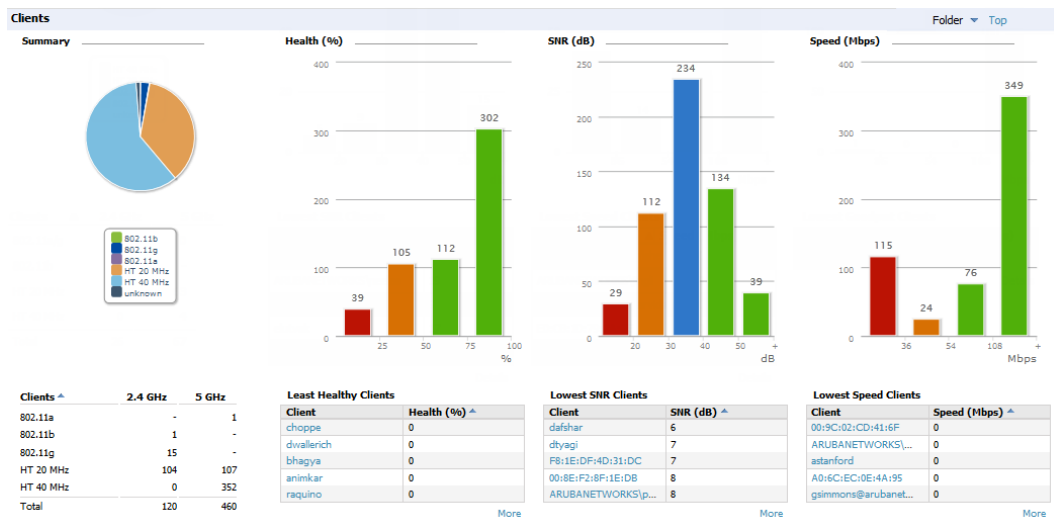 Clients
Folder Top
Summary
802.11b
802.11g
802.11a
HT 20 MHz
HT 40 MHz
unknown
Health (%)
400
300
200
100
0
39
105
112
302
25 50 75 100
%
SNR (dB)
250
200
150
100
50
0
29
112
234
134
39
20 30 40 50 +
dB
Speed (Mbps)
400
300
200
100
0
115
24
76
349
36 54 108 +
Mbps
Clients 2.4 GHz 5 GHz
802.11a - 1
802.11b 1 -
802.11g 15 -
HT 20 MHz 104 107
HT 40 MHz 0 352
Total 120 460
Least Healthy Clients
Client Health (%)
choppe 0
dwallerich 0
bhagya 0
animkar 0
raquino 0
More
Lowest SNR Clients
Client SNR (dB)
dafshar 6
dtyagi 7
F8:1E:DF:4D:31:DC 7
00:8E:F2:8F:1E:DB 8
ARUBANETWORKS\p... 8
More
Lowest Speed Clients
Client Speed (Mbps)
00:9C:02:CD:41:6F 0
ARUBANETWORKS\... 0
astanford 0
A0:6C:EC:0E:4A:95 0
gsimmons@arubanet... 0
More